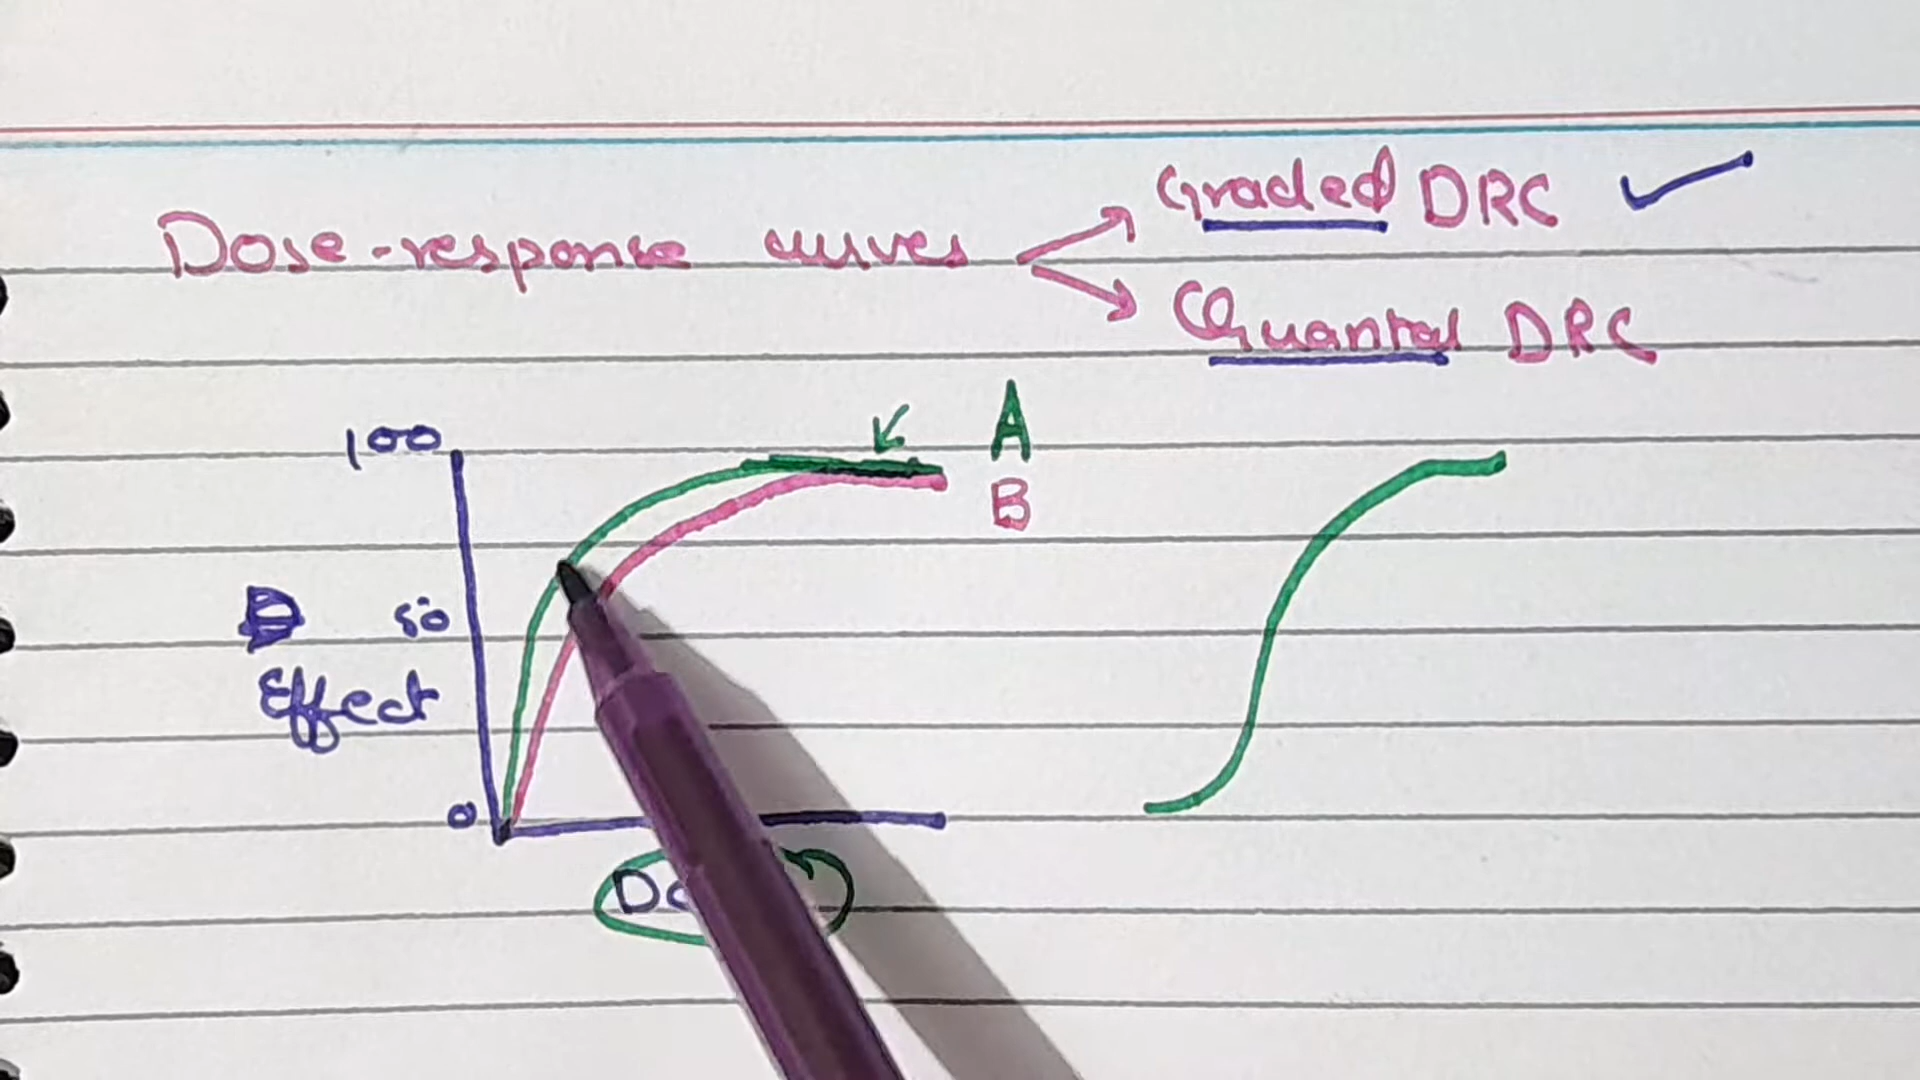 Dose-response curves
Graded DRC
Quantal DRC
100
A
B
50
Effect
0